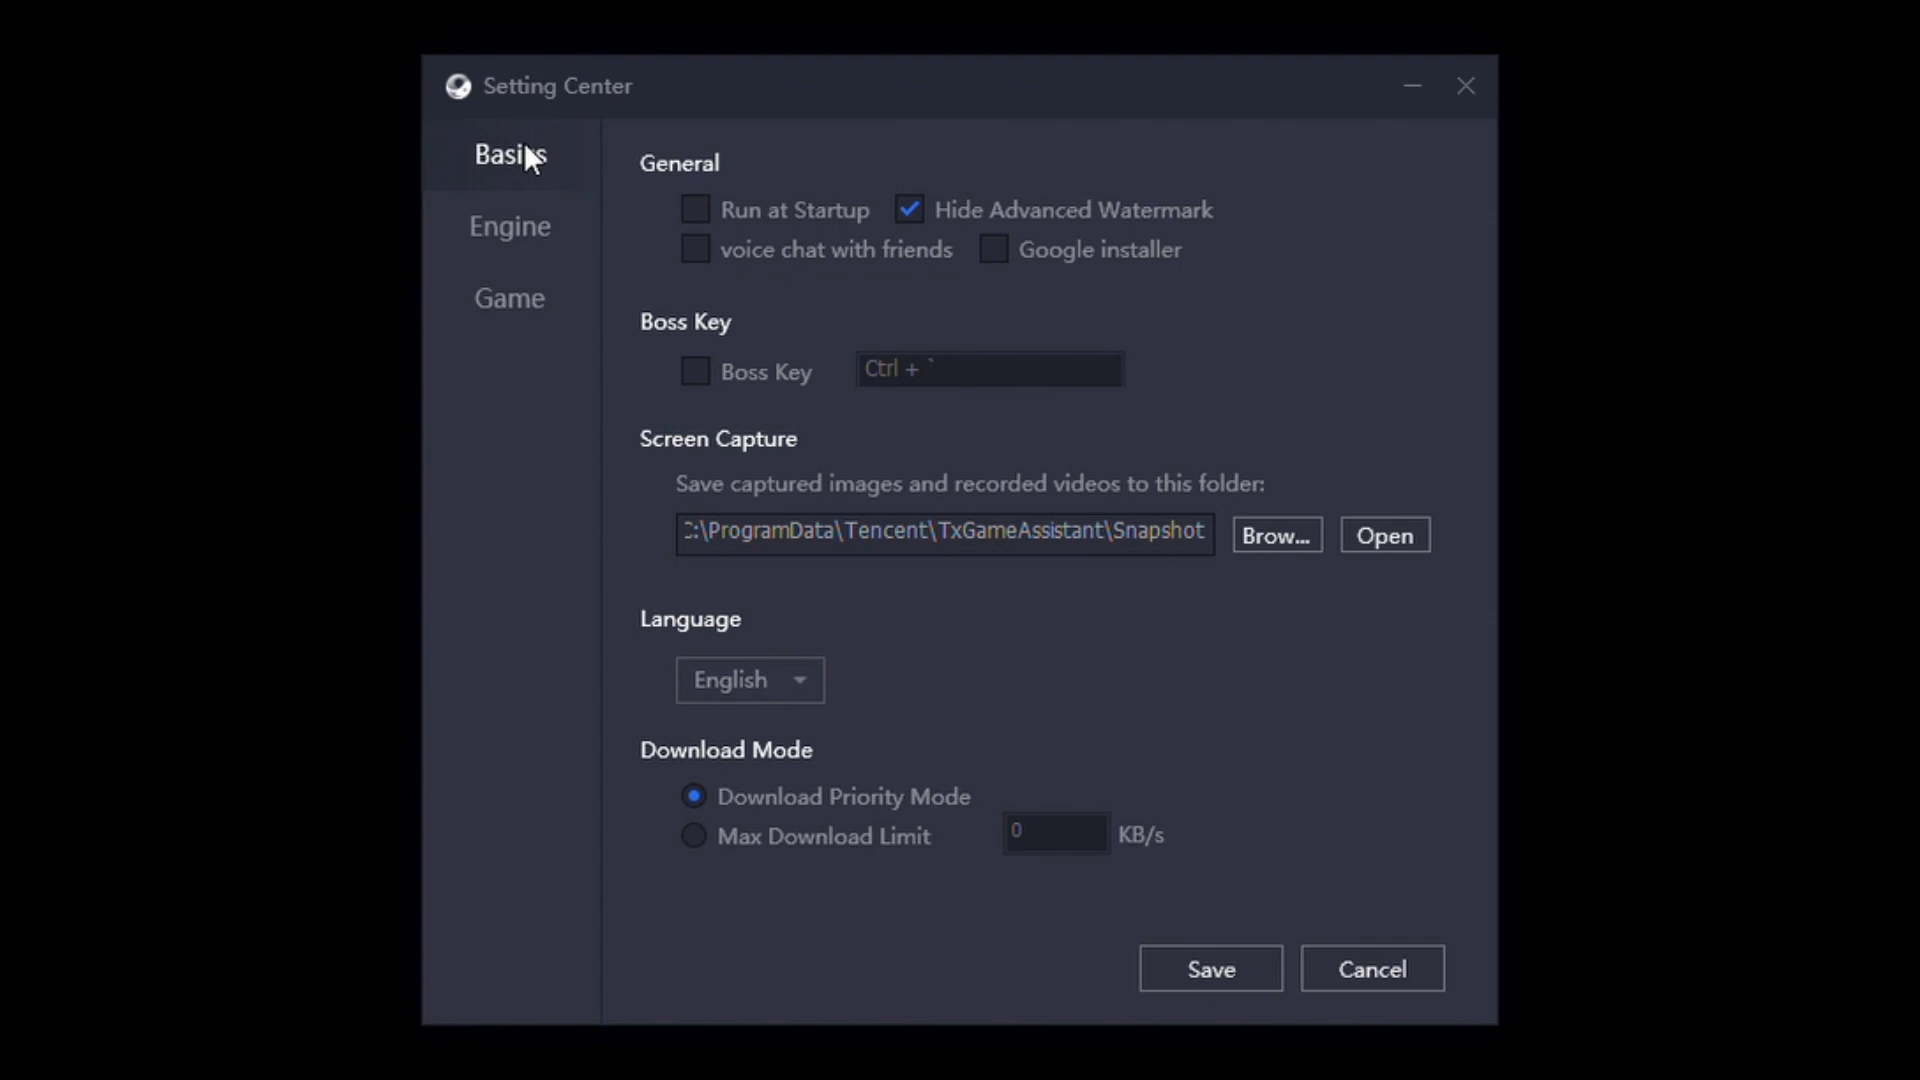 Setting Center
Basics
Engine
Game
General
Run at Startup
Hide Advanced Watermark
voice chat with friends
Google installer
Boss Key
Boss Key
Ctrl + `
Screen Capture
Save captured images and recorded videos to this folder:
C:\ProgramData\Tencent\TxGameAssistant\Snapshot
Brow...
Open
Language
English
Download Mode
Download Priority Mode
Max Download Limit
0
KB/s
Save
Cancel